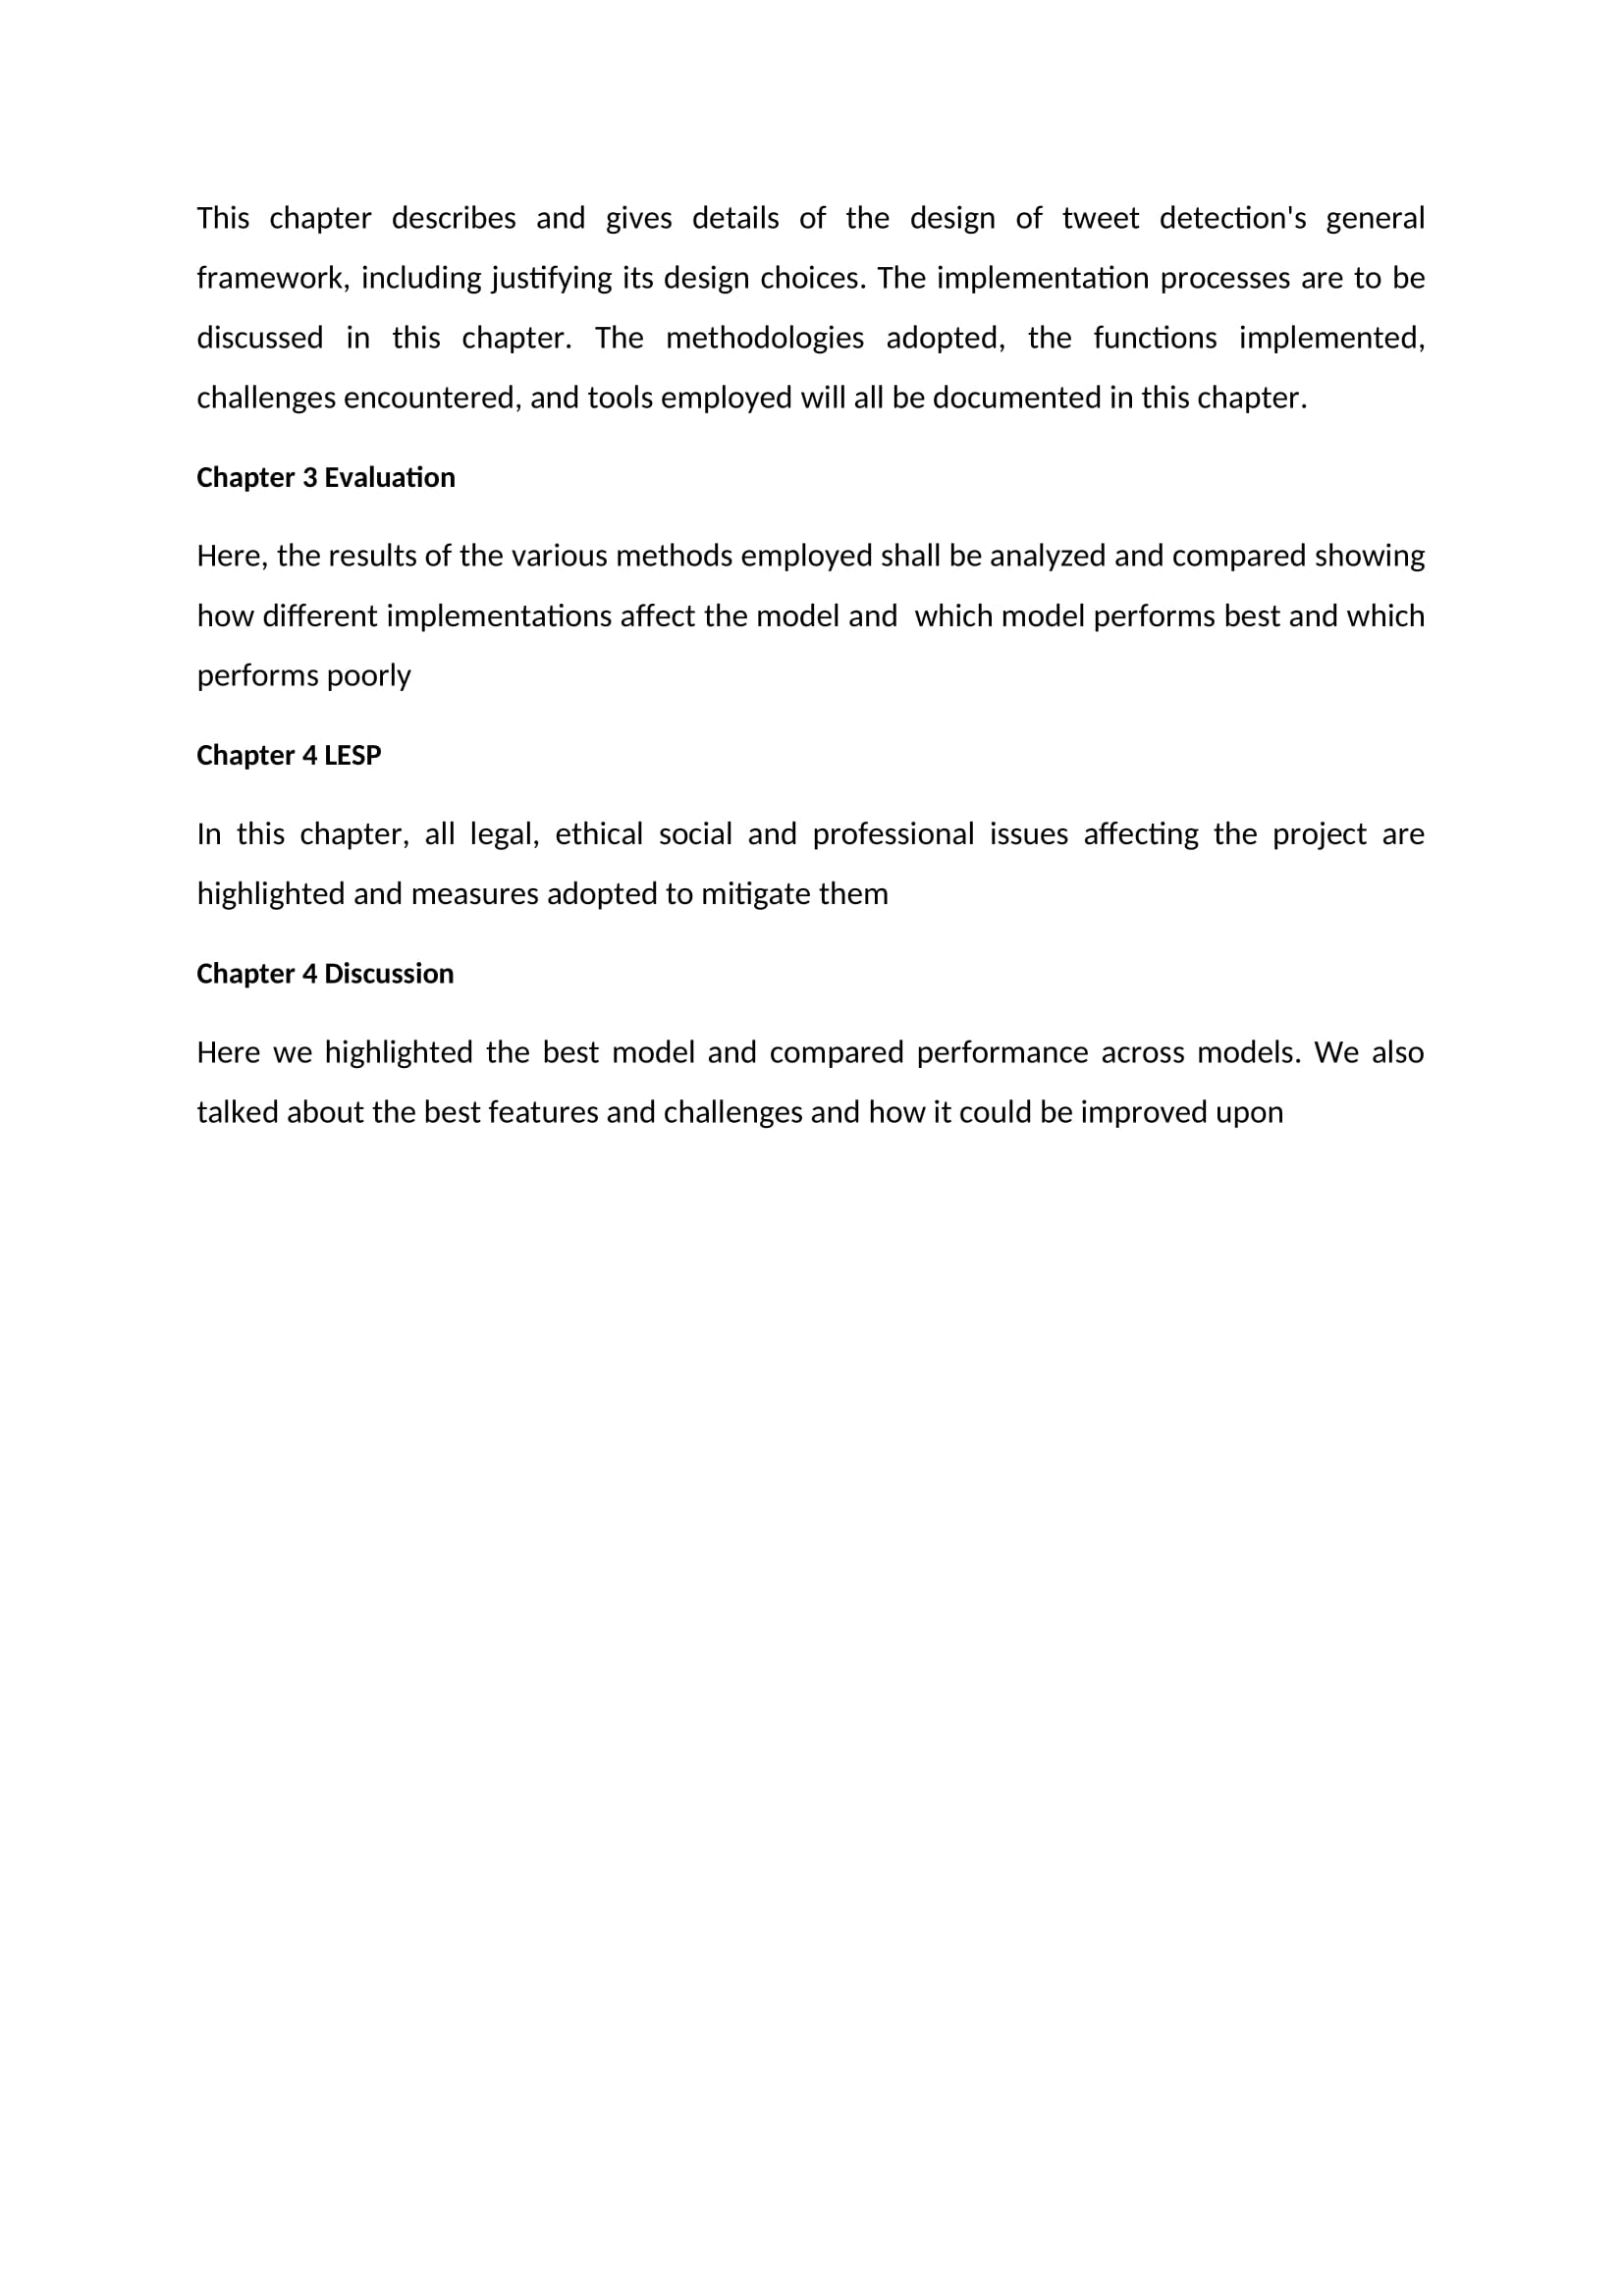 This chapter describes and gives details of the design of tweet detection's general
framework, including justifying its design choices. The implementation processes are to be
discussed in this chapter. The methodologies adopted, the functions implemented,
challenges encountered, and tools employed will all be documented in this chapter.
Chapter 3 Evaluation
Here, the results of the various methods employed shall be analyzed and compared showing
how different implementations affect the model and  which model performs best and which
performs poorly
Chapter 4 LESP
In this chapter, all legal, ethical social and professional issues affecting the project are
highlighted and measures adopted to mitigate them
Chapter 4 Discussion
Here we highlighted the best model and compared performance across models. We also
talked about the best features and challenges and how it could be improved upon